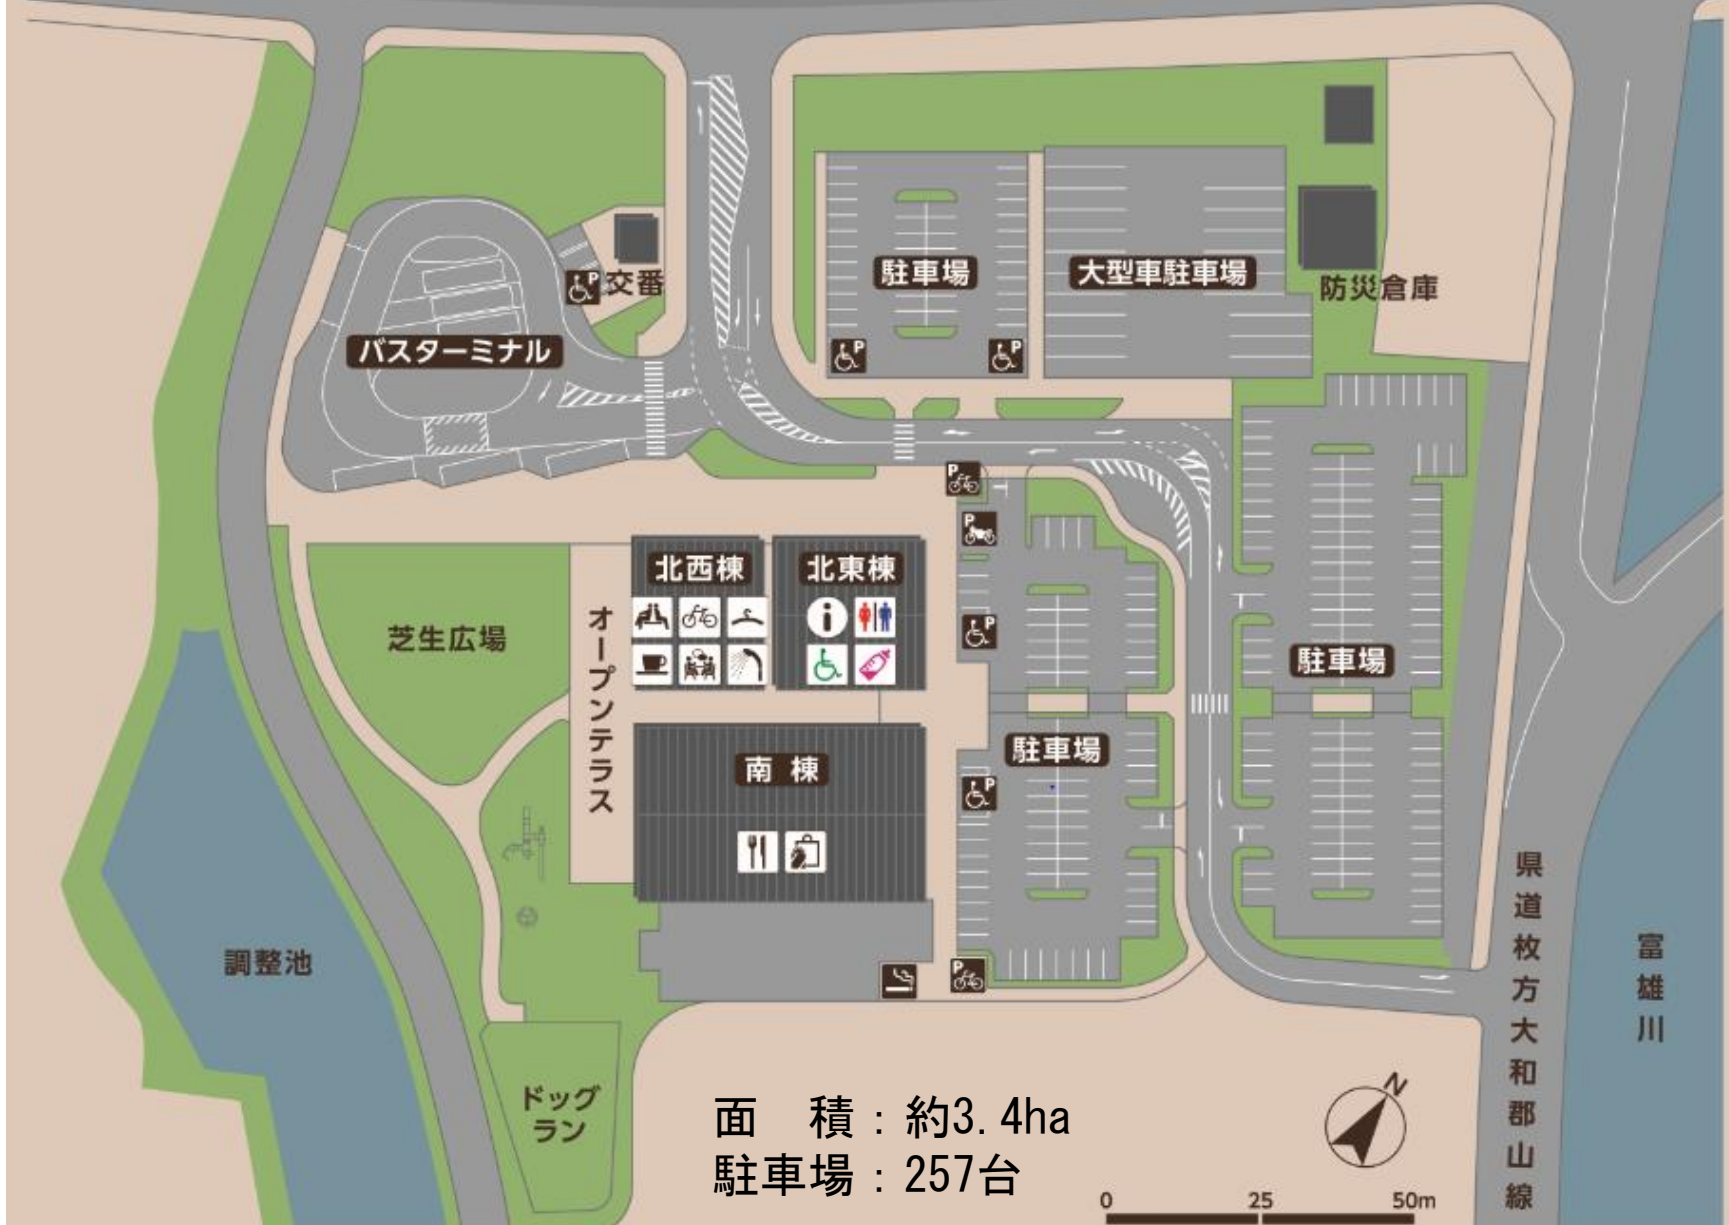 駐車場
大型車駐車場
P
交番
防災倉庫
バスターミナル
P
P
P
P
北西棟
北東棟
i
芝生広場
オープンテラス
P
駐車場
駐車場
南棟
P
県道枚方大和郡山線
富雄川
調整池
P
ドッグ
ラン
N
面　積：約3.4ha
駐車場：257台
0 25 50m